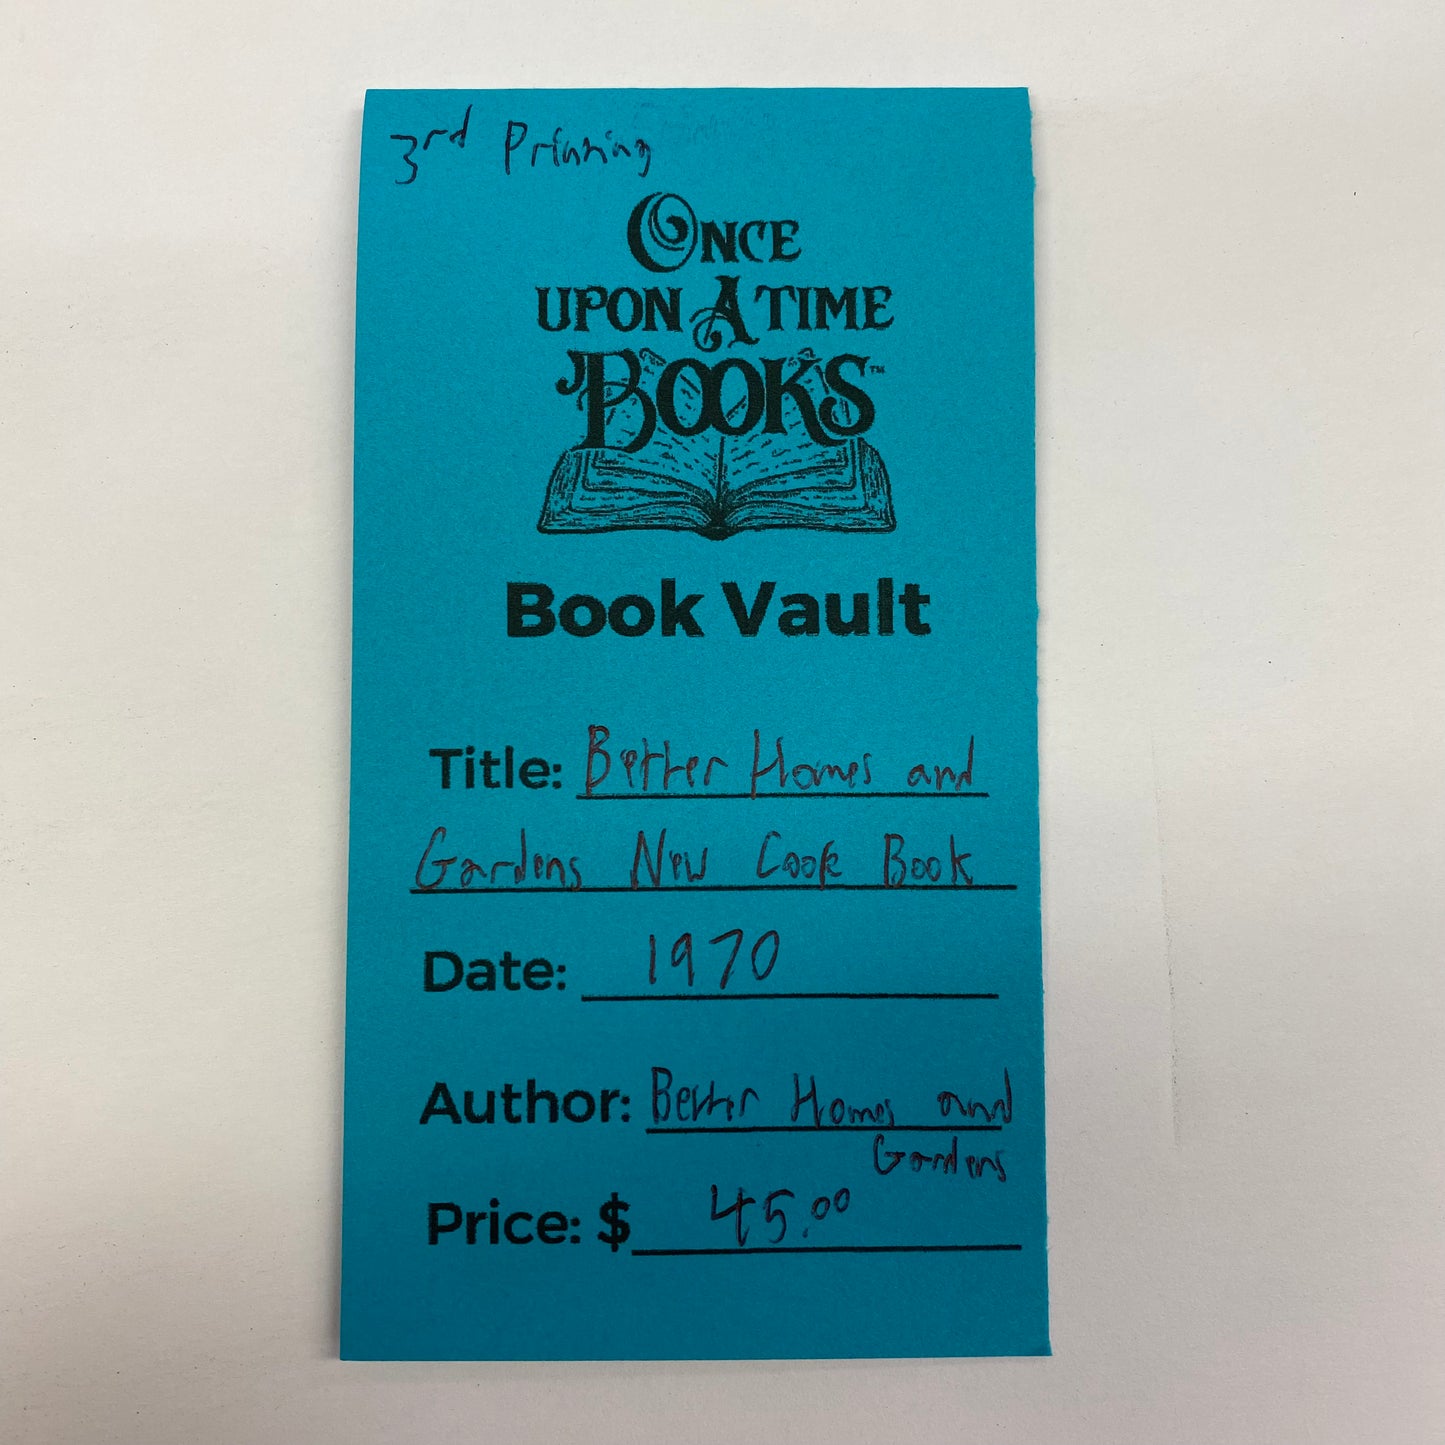 3rd Printing
ONCE
UPON A TIME
BOOKS™
Book Vault
Title: Better Homes and
Gardens New Cook Book
Date: 1970
Author: Better Homes and
Gardens
Price: $ 45.00